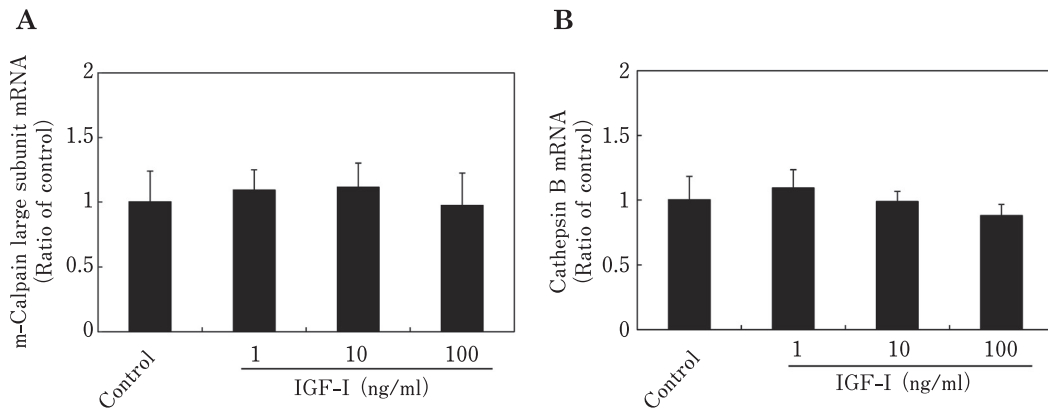 A
m-Calpain large subunit mRNA
(Ratio of control)
2
1.5
1
0.5
0
Control
1 10 100
IGF-I (ng/ml)
B
Cathepsin B mRNA
(Ratio of control)
2
1.5
1
0.5
0
Control
1 10 100
IGF-I (ng/ml)